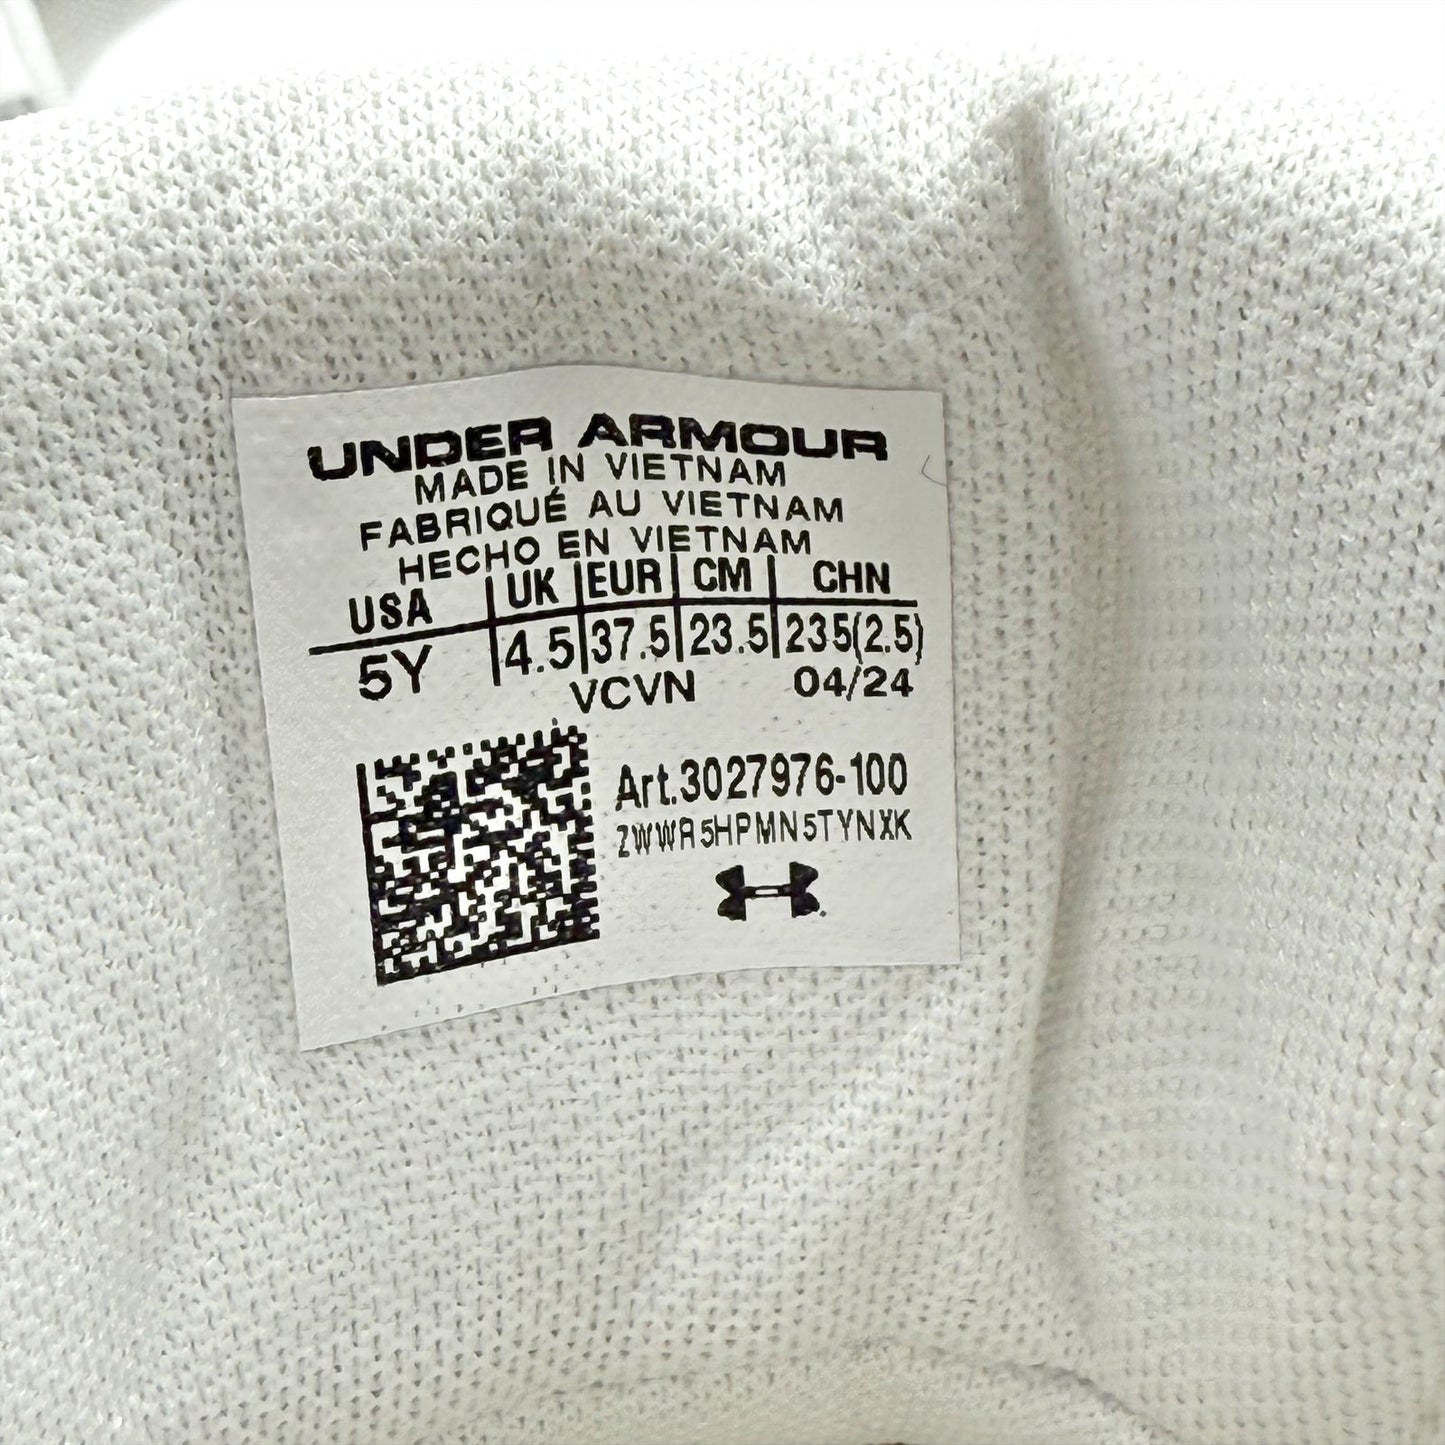 UNDER ARMOUR
MADE IN VIETNAM
FABRIQUÉ AU VIETNAM
HECHO EN VIETNAM
USA UK EUR CM CHN
5Y 4.5 37.5 23.5 235(2.5)
VCVN 04/24
Art.3027976-100
ZWWR5HPMN5TYNXK